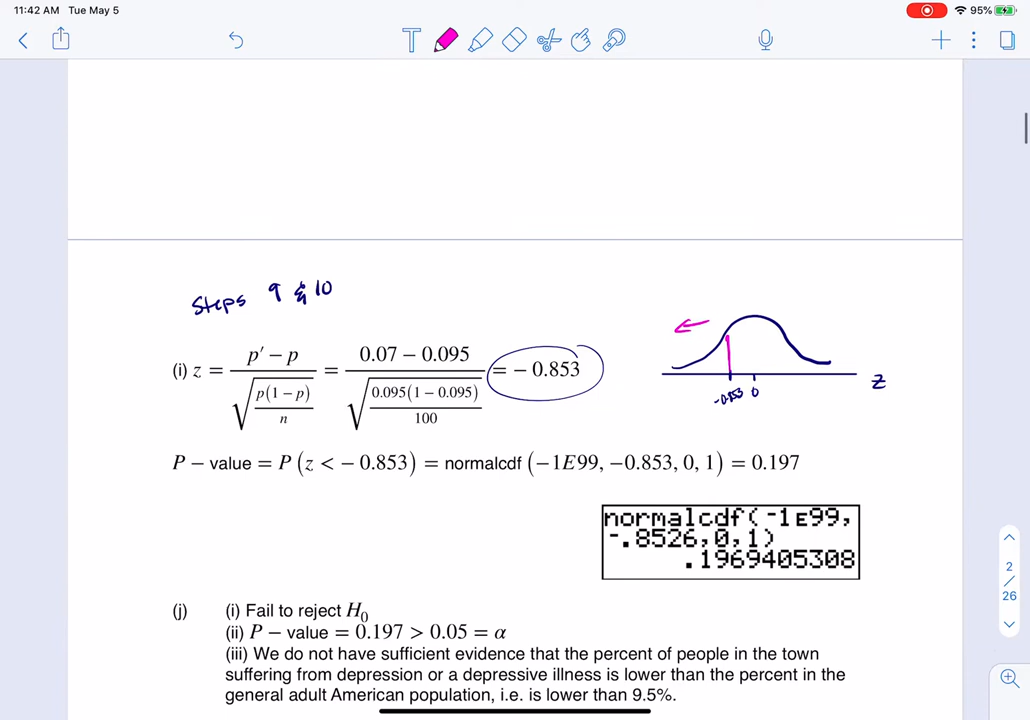 11:42 AM Tue May 5
95%
T
Steps 9 & 10
(i) z = p′ − p / √(p(1 − p) / n) = 0.07 − 0.095 / √(0.095(1 − 0.095) / 100) = − 0.853
-0.853 0
z
P − value = P (z < − 0.853) = normalcdf (−1E99, −0.853, 0, 1) = 0.197
normalcdf(-1E99,
-.8526,0,1)
.1969405308
2
/
26
(j) (i) Fail to reject H₀
(ii) P − value = 0.197 > 0.05 = α
(iii) We do not have sufficient evidence that the percent of people in the town
suffering from depression or a depressive illness is lower than the percent in the
general adult American population, i.e. is lower than 9.5%.